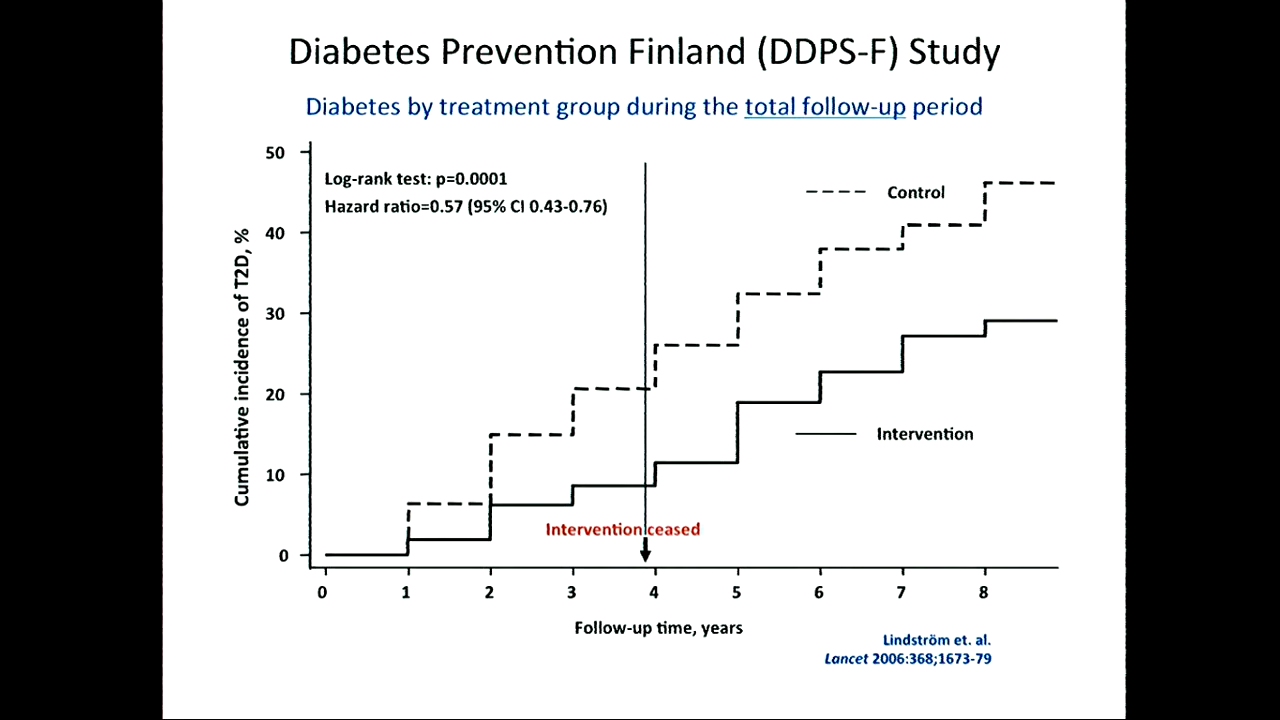 Diabetes Prevention Finland (DDPS-F) Study
Diabetes by treatment group during the total follow-up period
Log-rank test: p=0.0001
Hazard ratio=0.57 (95% CI 0.43-0.76)
Control
Intervention
Intervention ceased
Cumulative incidence of T2D, %
50
40
30
20
10
0
0 1 2 3 4 5 6 7 8
Follow-up time, years
Lindström et. al.
Lancet 2006:368;1673-79